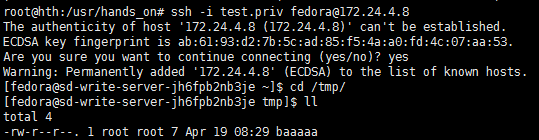 root@hth:/usr/hands_on# ssh -i test.priv fedora@172.24.4.8
The authenticity of host '172.24.4.8 (172.24.4.8)' can't be established.
ECDSA key fingerprint is ab:61:93:d2:7b:5c:ad:85:f5:4a:a0:fd:4c:07:aa:53.
Are you sure you want to continue connecting (yes/no)? yes
Warning: Permanently added '172.24.4.8' (ECDSA) to the list of known hosts.
[fedora@sd-write-server-jh6fpb2nb3je ~]$ cd /tmp/
[fedora@sd-write-server-jh6fpb2nb3je tmp]$ ll
total 4
-rw-r--r--. 1 root root 7 Apr 19 08:29 baaaaa